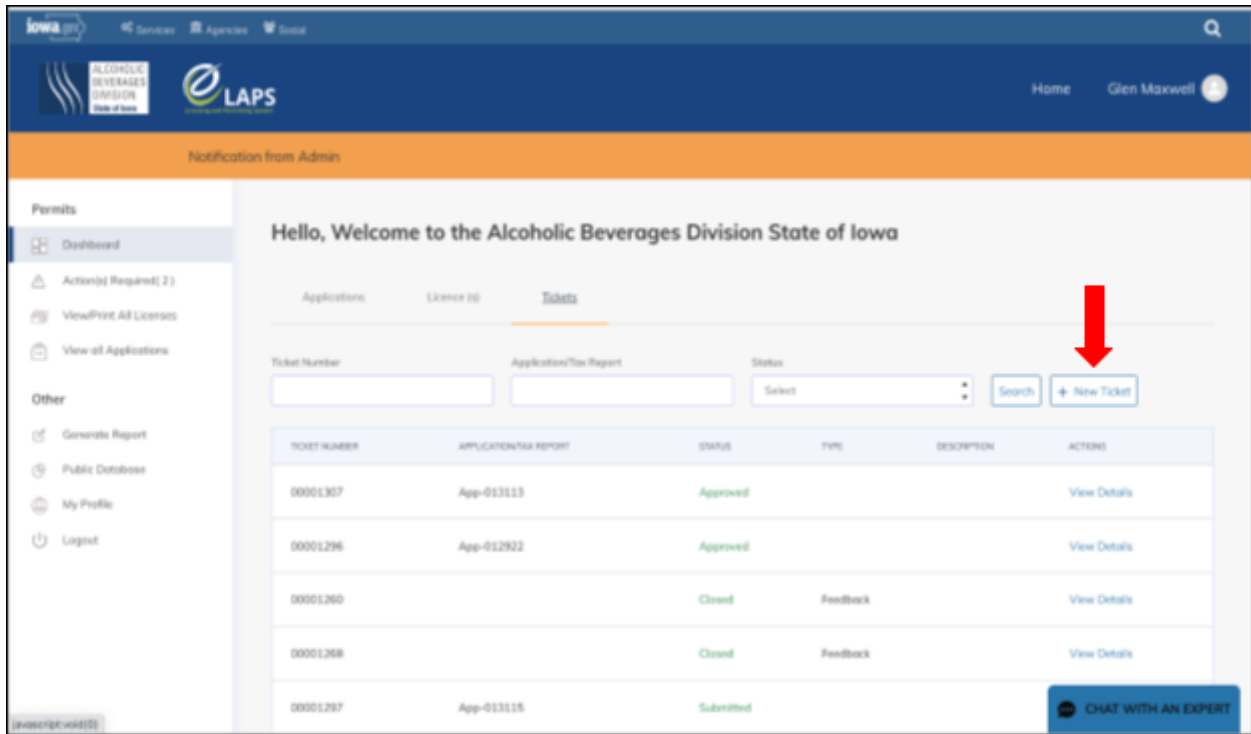 iowa.gov Services Agencies Social
ALCOHOLIC
BEVERAGES
DIVISION
State of Iowa
e LAPS
Home Glen Maxwell
Notification from Admin
Permits
Dashboard
Action(s) Required( 2 )
View/Print All Licenses
View all Applications
Other
Generate Report
Public Database
My Profile
Logout
Hello, Welcome to the Alcoholic Beverages Division State of Iowa
Applications Licence (s) Tickets
Ticket Number Application/Tax Report Status
Select Search + New Ticket
TICKET NUMBER APPLICATION/TAX REPORT STATUS TYPE DESCRIPTION ACTIONS
00001307 App-013113 Approved View Details
00001296 App-012922 Approved View Details
00001260 Closed Feedback View Details
00001268 Closed Feedback View Details
00001297 App-013115 Submitted
CHAT WITH AN EXPERT
javascript:void(0)